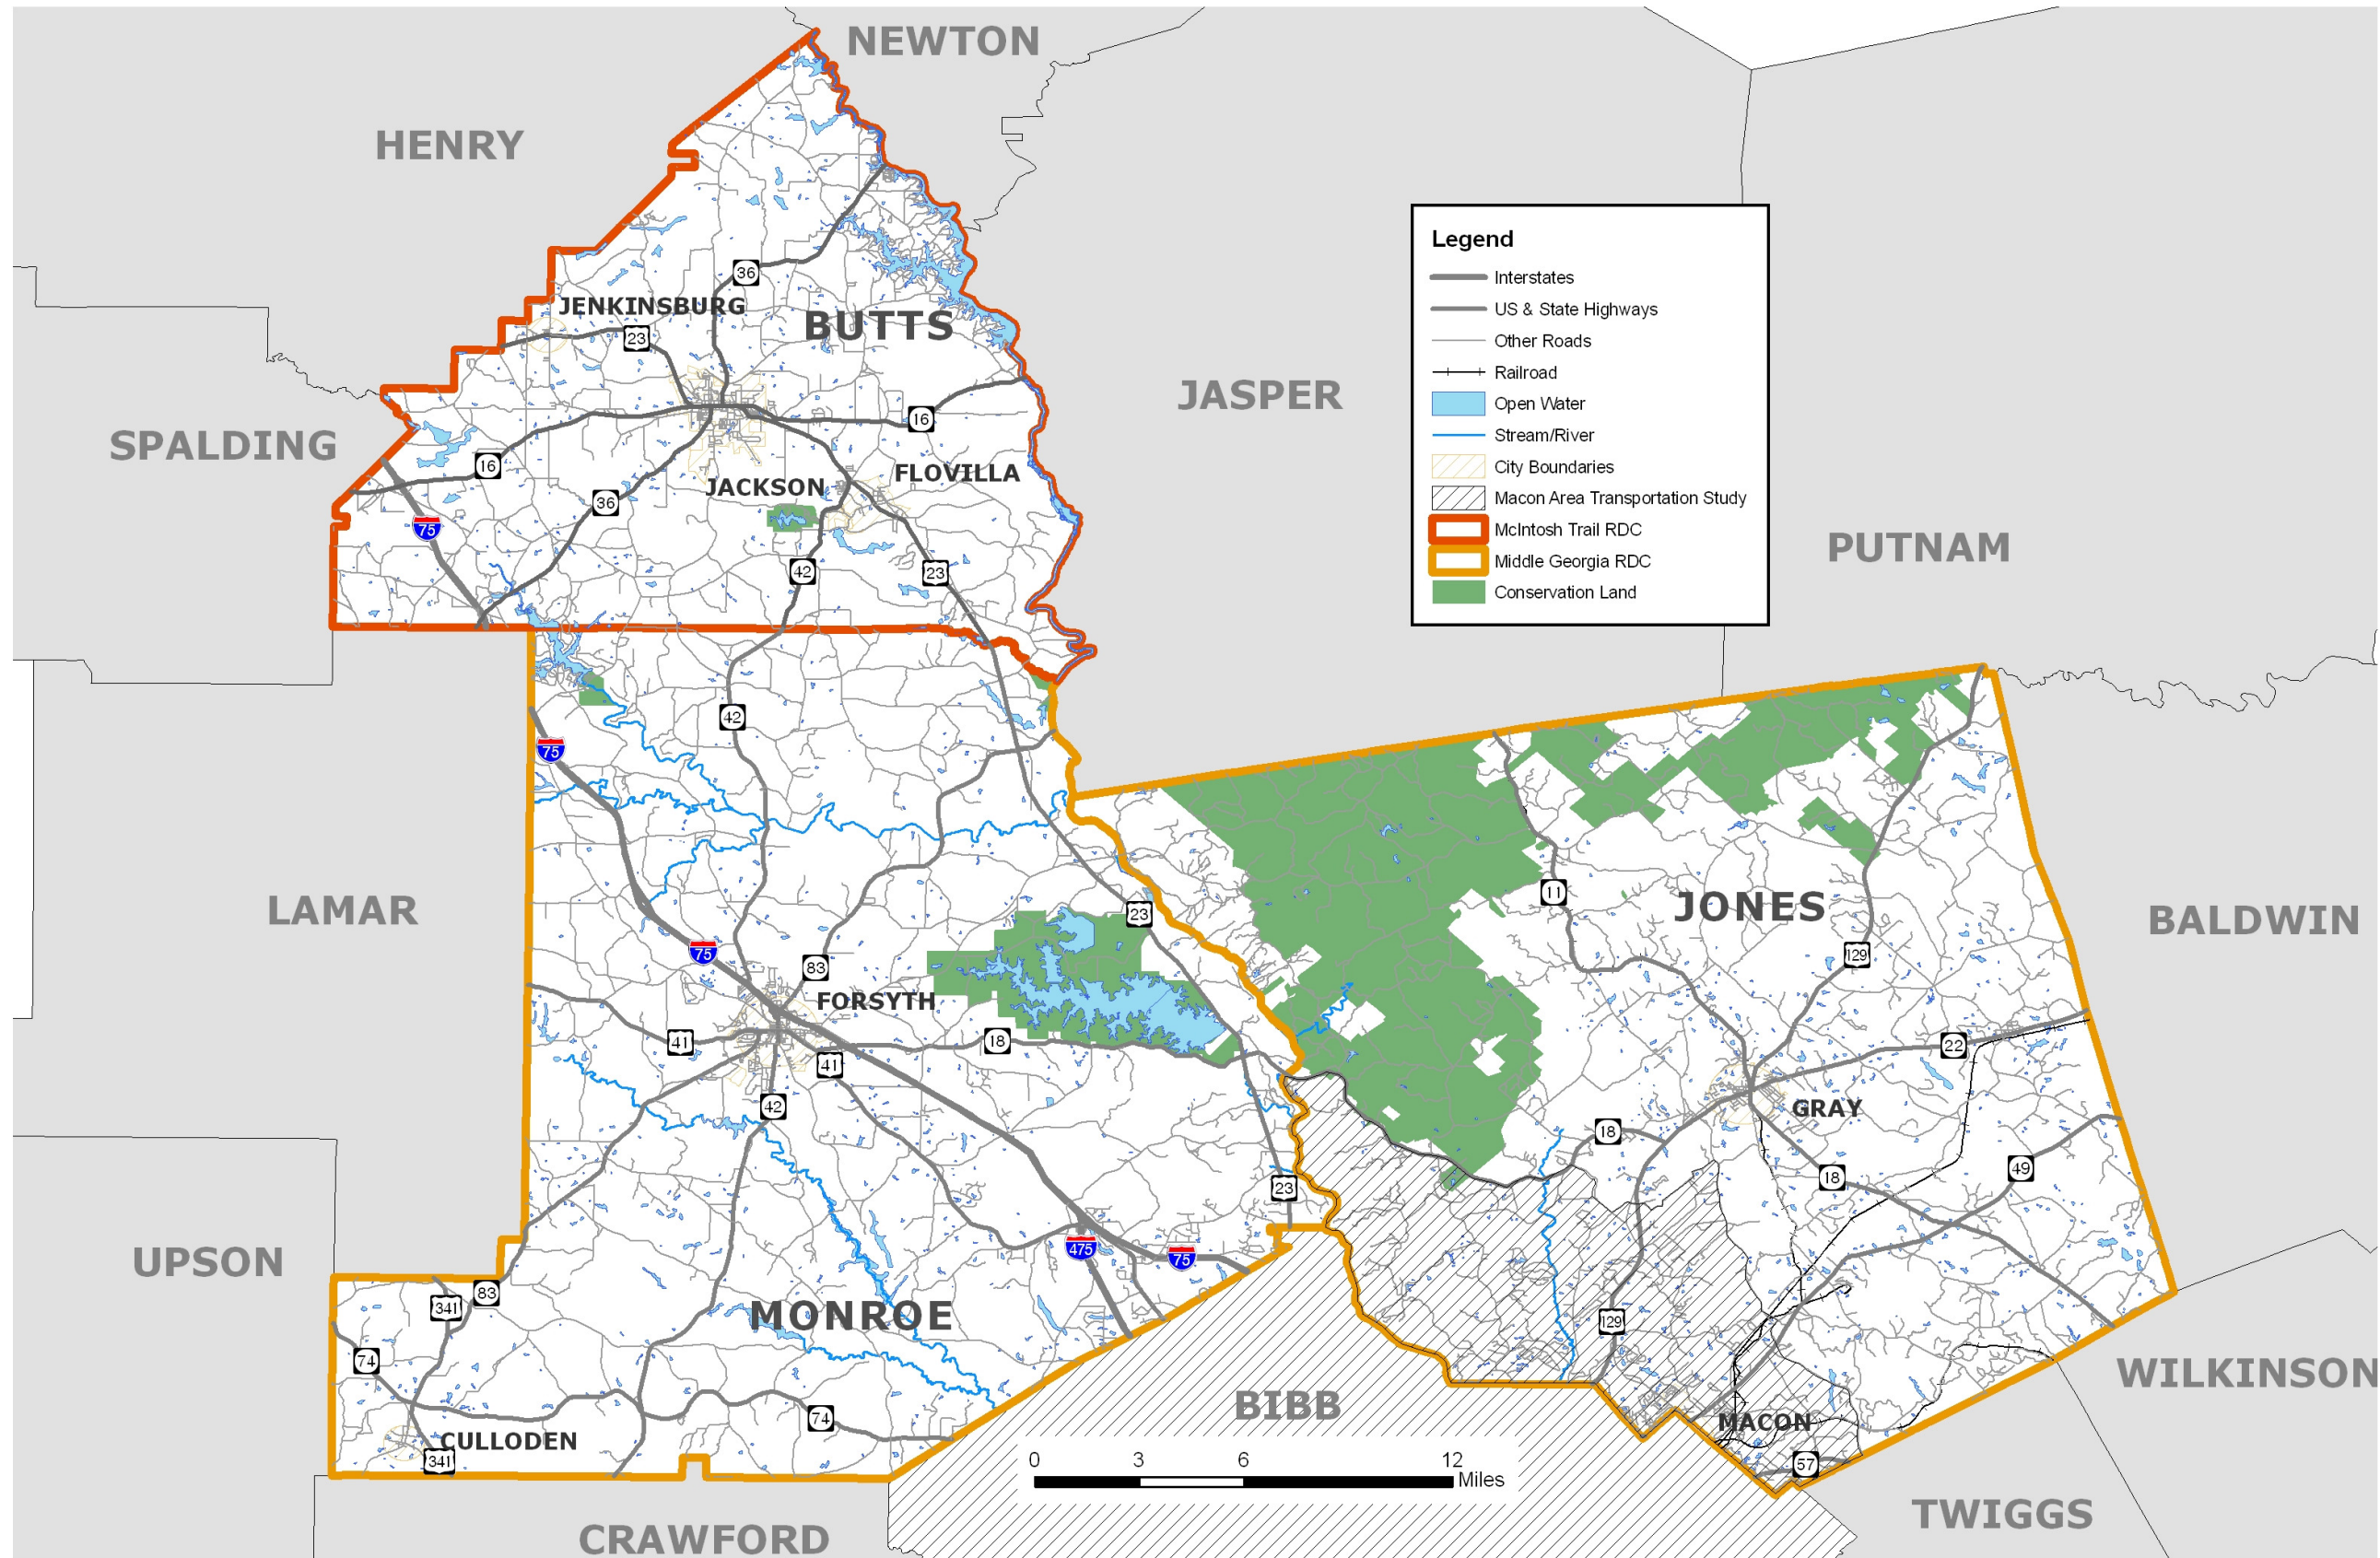 NEWTON
HENRY
36
JENKINSBURG
23
BUTTS
JASPER
16
SPALDING
16
FLOVILLA
JACKSON
36
75
42
23
Legend
Interstates
US & State Highways
Other Roads
Railroad
Open Water
Stream/River
City Boundaries
Macon Area Transportation Study
McIntosh Trail RDC
Middle Georgia RDC
Conservation Land
PUTNAM
42
75
LAMAR
11
JONES
23
BALDWIN
75
83
129
FORSYTH
41
18
22
41
42
GRAY
18
18
49
23
UPSON
475
75
83
341
MONROE
129
74
WILKINSON
BIBB
74
MACON
CULLODEN
341
57
0 3 6 12
Miles
TWIGGS
CRAWFORD